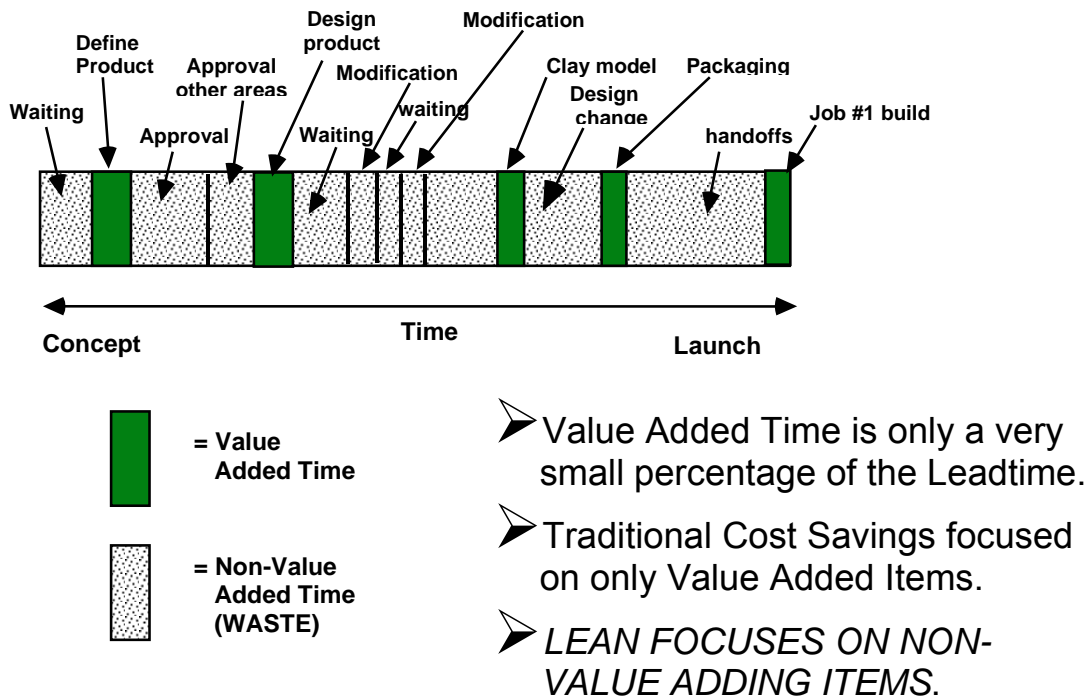 Waiting
Define
Product
Approval
Approval
other areas
Design
product
Waiting
Modification
waiting
Modification
Clay model
Design
change
Packaging
handoffs
Job #1 build
Concept
Time
Launch
= Value
Added Time
= Non-Value
Added Time
(WASTE)
Value Added Time is only a very
small percentage of the Leadtime.
Traditional Cost Savings focused
on only Value Added Items.
LEAN FOCUSES ON NON-
VALUE ADDING ITEMS.